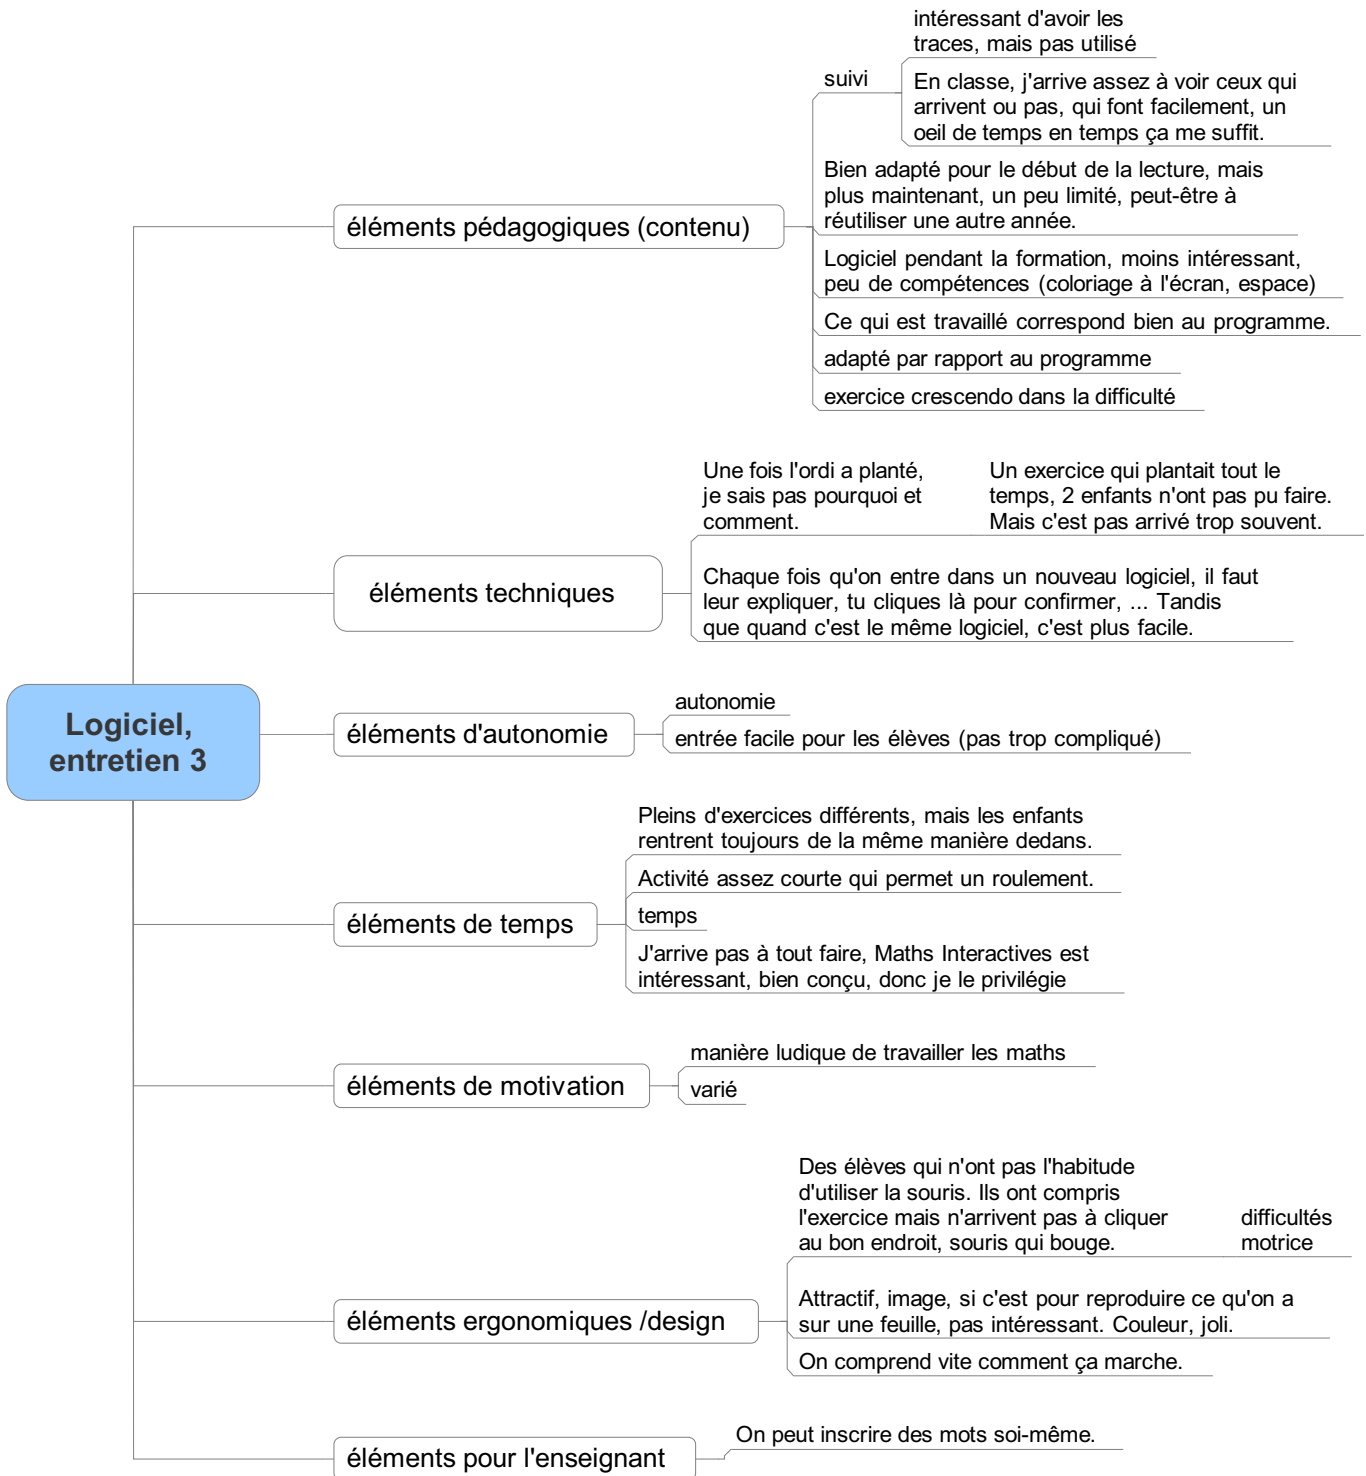 Logiciel,
entretien 3
éléments pédagogiques (contenu)
suivi
intéressant d'avoir les
traces, mais pas utilisé
En classe, j'arrive assez à voir ceux qui
arrivent ou pas, qui font facilement, un
oeil de temps en temps ça me suffit.
Bien adapté pour le début de la lecture, mais
plus maintenant, un peu limité, peut-être à
réutiliser une autre année.
Logiciel pendant la formation, moins intéressant,
peu de compétences (coloriage à l'écran, espace)
Ce qui est travaillé correspond bien au programme.
adapté par rapport au programme
exercice crescendo dans la difficulté
éléments techniques
Une fois l'ordi a planté,
je sais pas pourquoi et
comment.
Un exercice qui plantait tout le
temps, 2 enfants n'ont pas pu faire.
Mais c'est pas arrivé trop souvent.
Chaque fois qu'on entre dans un nouveau logiciel, il faut
leur expliquer, tu cliques là pour confirmer, ... Tandis
que quand c'est le même logiciel, c'est plus facile.
éléments d'autonomie
autonomie
entrée facile pour les élèves (pas trop compliqué)
éléments de temps
Pleins d'exercices différents, mais les enfants
rentrent toujours de la même manière dedans.
Activité assez courte qui permet un roulement.
temps
J'arrive pas à tout faire, Maths Interactives est
intéressant, bien conçu, donc je le privilégie
éléments de motivation
manière ludique de travailler les maths
varié
éléments ergonomiques /design
Des élèves qui n'ont pas l'habitude
d'utiliser la souris. Ils ont compris
l'exercice mais n'arrivent pas à cliquer
au bon endroit, souris qui bouge.
difficultés
motrice
Attractif, image, si c'est pour reproduire ce qu'on a
sur une feuille, pas intéressant. Couleur, joli.
On comprend vite comment ça marche.
éléments pour l'enseignant
On peut inscrire des mots soi-même.